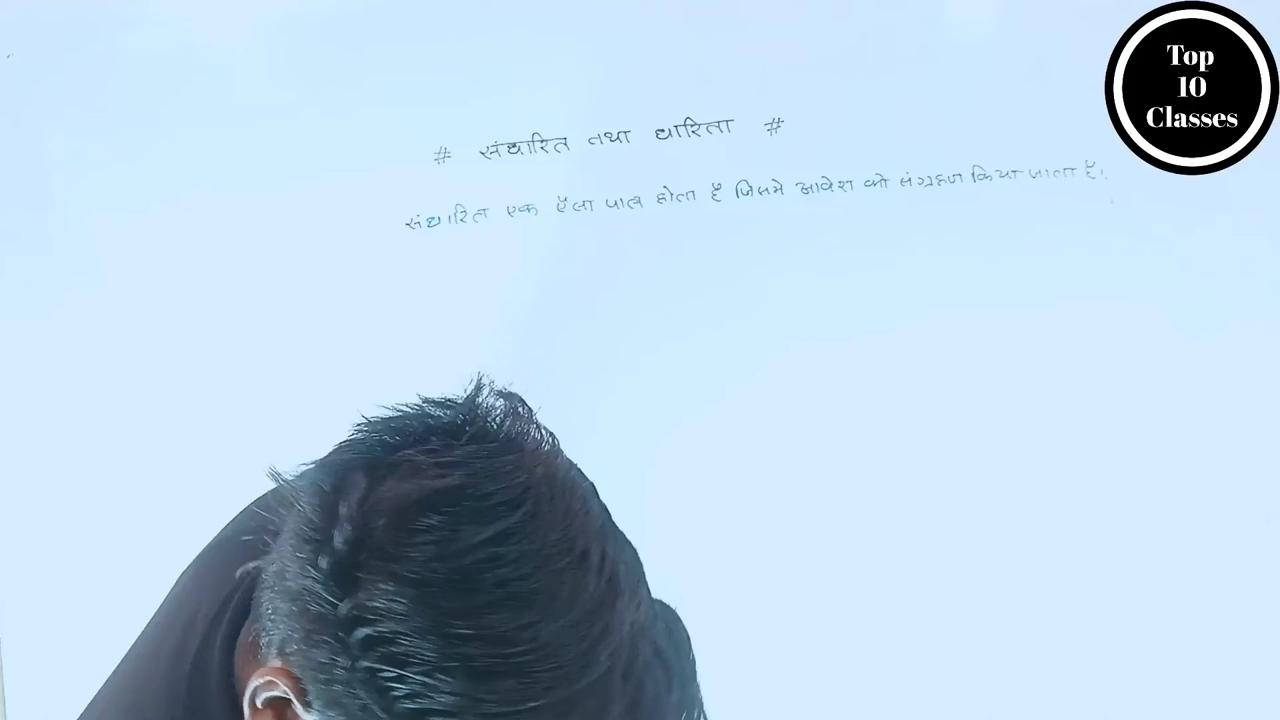 # संधारित तथा धारिता #
संधारित एक ऐसा पात्र होता है जिसमे आवेश को संग्रहण किया जाता है।
Top
10
Classes